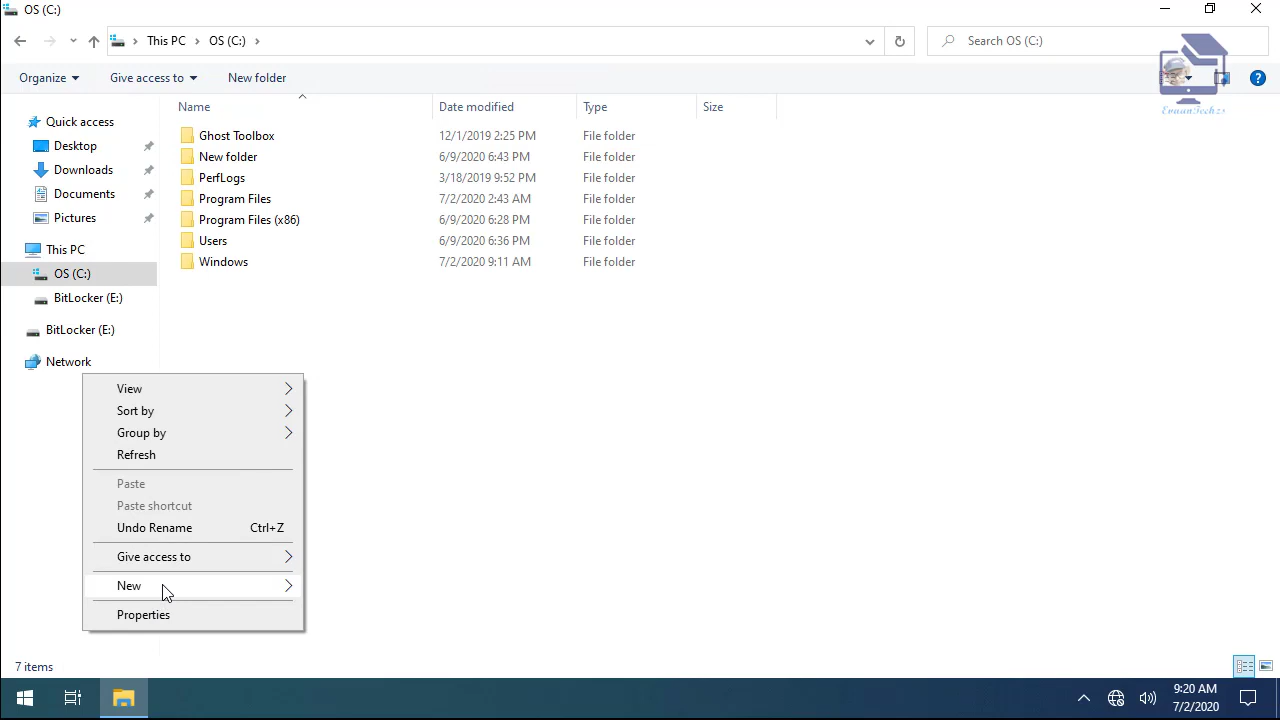 OS (C:)
This PC OS (C:)
Search OS (C:)
Organize Give access to New folder
EvuanTech25
Name Date modified Type Size
Quick access
Desktop
Downloads
Documents
Pictures
This PC
OS (C:)
BitLocker (E:)
BitLocker (E:)
Network
Ghost Toolbox 12/1/2019 2:25 PM File folder
New folder 6/9/2020 6:43 PM File folder
PerfLogs 3/18/2019 9:52 PM File folder
Program Files 7/2/2020 2:43 AM File folder
Program Files (x86) 6/9/2020 6:28 PM File folder
Users 6/9/2020 6:36 PM File folder
Windows 7/2/2020 9:11 AM File folder
View
Sort by
Group by
Refresh
Paste
Paste shortcut
Undo Rename Ctrl+Z
Give access to
New
Properties
7 items
9:20 AM
7/2/2020